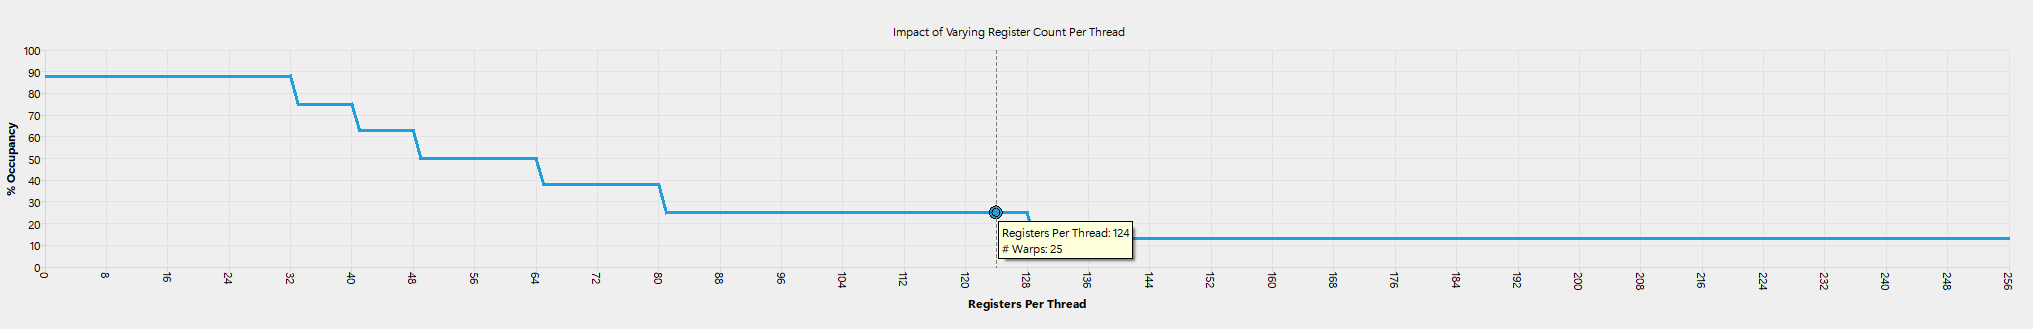 Impact of Varying Register Count Per Thread
% Occupancy
100
90
80
70
60
50
40
30
20
10
0
Registers Per Thread: 124
# Warps: 25
0 8 16 24 32 40 48 56 64 72 80 88 96 104 112 120 128 136 144 152 160 168 176 184 192 200 208 216 224 232 240 248 256
Registers Per Thread